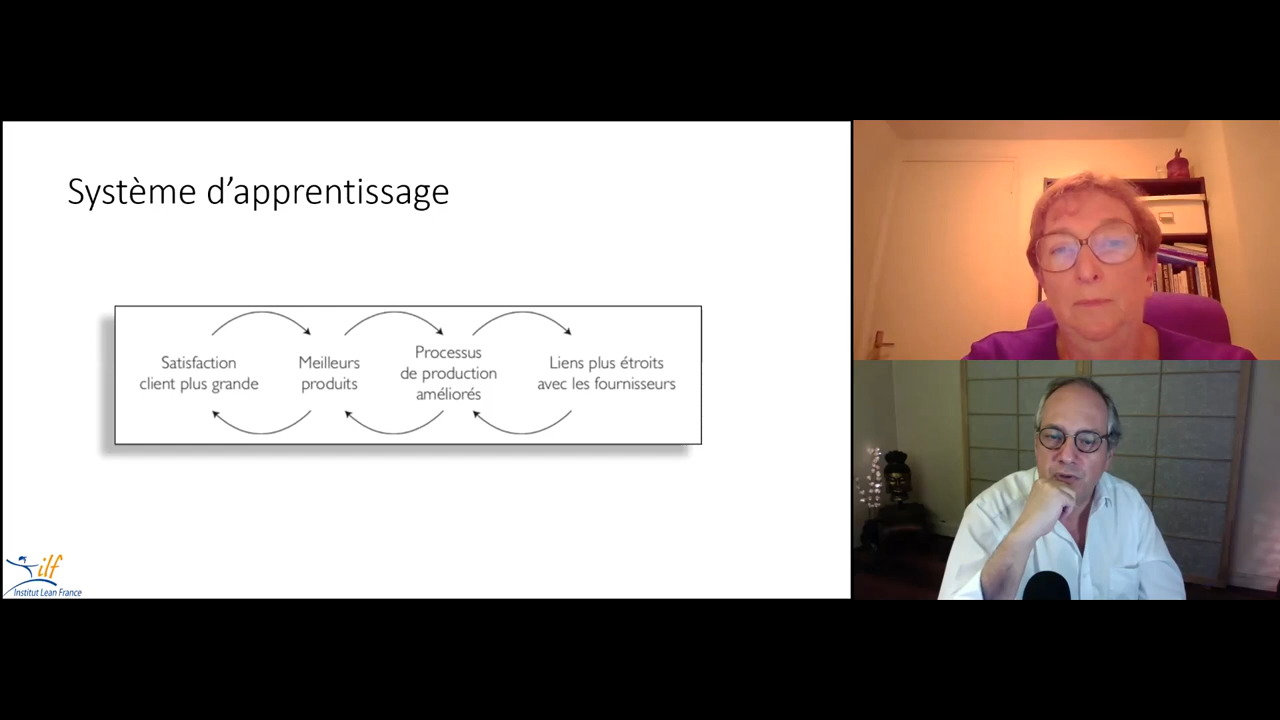 Système d’apprentissage
Satisfaction
client plus grande
Meilleurs
produits
Processus
de production
améliorés
Liens plus étroits
avec les fournisseurs
ilf
Institut Lean France